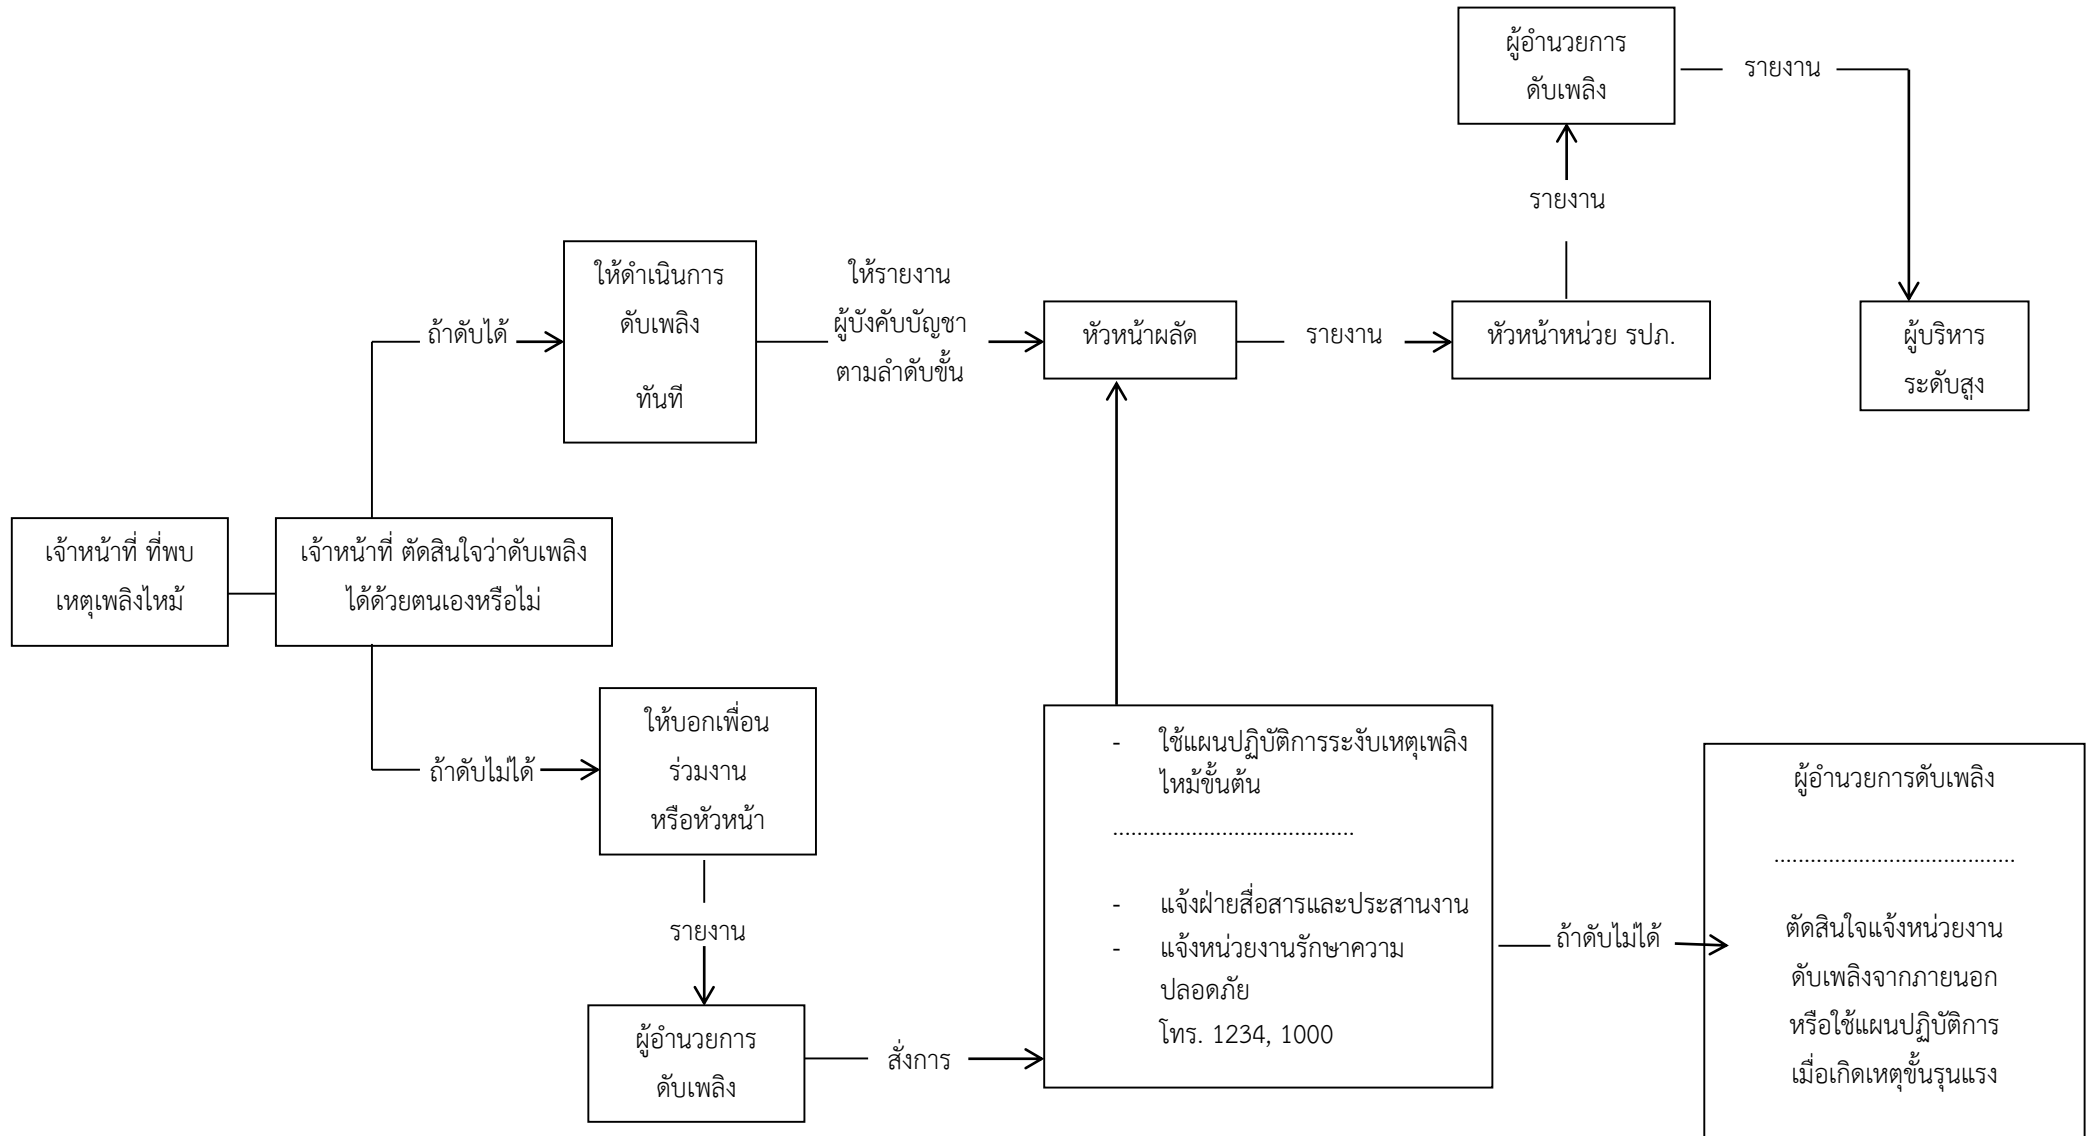 ผู้อำนวยการ
ดับเพลิง
รายงาน
รายงาน
ให้ดำเนินการ
ดับเพลิง
ทันที
ให้รายงาน
ผู้บังคับบัญชา
ตามลำดับขั้น
ถ้าดับได้
หัวหน้าผลัด
รายงาน
หัวหน้าหน่วย รปภ.
ผู้บริหาร
ระดับสูง
เจ้าหน้าที่ ที่พบ
เหตุเพลิงไหม้
เจ้าหน้าที่ ตัดสินใจว่าดับเพลิง
ได้ด้วยตนเองหรือไม่
ถ้าดับไม่ได้
ให้บอกเพื่อน
ร่วมงาน
หรือหัวหน้า
รายงาน
ผู้อำนวยการ
ดับเพลิง
สั่งการ
- ใช้แผนปฏิบัติการระงับเหตุเพลิง
ไหม้ขั้นต้น
........................................
- แจ้งฝ่ายสื่อสารและประสานงาน
- แจ้งหน่วยงานรักษาความ
ปลอดภัย
โทร. 1234, 1000
ถ้าดับไม่ได้
ผู้อำนวยการดับเพลิง
........................................
ตัดสินใจแจ้งหน่วยงาน
ดับเพลิงจากภายนอก
หรือใช้แผนปฏิบัติการ
เมื่อเกิดเหตุขั้นรุนแรง